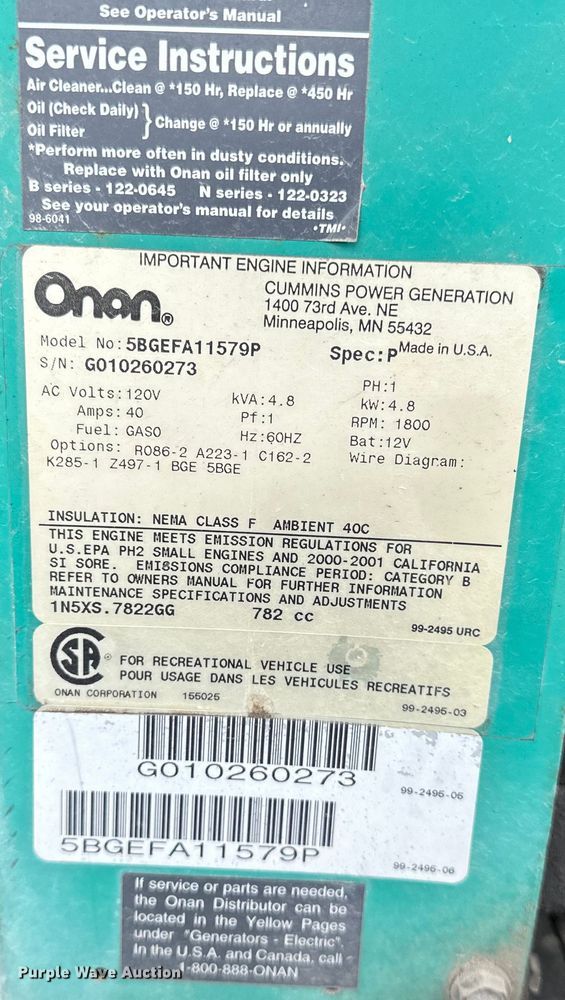 See Operator's Manual
Service Instructions
Air Cleaner...Clean @ *150 Hr, Replace @ *450 Hr
Oil (Check Daily) } Change @ *150 Hr or annually
Oil Filter
*Perform more often in dusty conditions.
Replace with Onan oil filter only
B series - 122-0645 N series - 122-0323
See your operator's manual for details
98-6041 •TMI•
IMPORTANT ENGINE INFORMATION
Onan® CUMMINS POWER GENERATION
1400 73rd Ave. NE
Minneapolis, MN 55432
Model No: 5BGEFA11579P Spec: P Made in U.S.A.
S/N: G010260273
AC Volts: 120V kVA: 4.8 PH: 1
Amps: 40 Pf: 1 kW: 4.8
Fuel: GASO Hz: 60HZ RPM: 1800
Bat: 12V
Options: R086-2 A223-1 C162-2 Wire Diagram:
K285-1 Z497-1 BGE 5BGE
INSULATION: NEMA CLASS F AMBIENT 40C
THIS ENGINE MEETS EMISSION REGULATIONS FOR
U.S.EPA PH2 SMALL ENGINES AND 2000-2001 CALIFORNIA
SI SORE. EMISSIONS COMPLIANCE PERIOD: CATEGORY B
REFER TO OWNERS MANUAL FOR FURTHER INFORMATION
MAINTENANCE SPECIFICATIONS AND ADJUSTMENTS
1N5XS.7822GG 782 cc
99-2495 URC
SA® FOR RECREATIONAL VEHICLE USE
POUR USAGE DANS LES VEHICULES RECREATIFS
ONAN CORPORATION 155025
99-2496-03
G010260273
99-2496-06
5BGEFA11579P
99-2496-06
If service or parts are needed,
the Onan Distributor can be
located in the Yellow Pages
under "Generators - Electric".
In the U.S.A. and Canada, call
1-800-888-ONAN
Purple Wave Auction